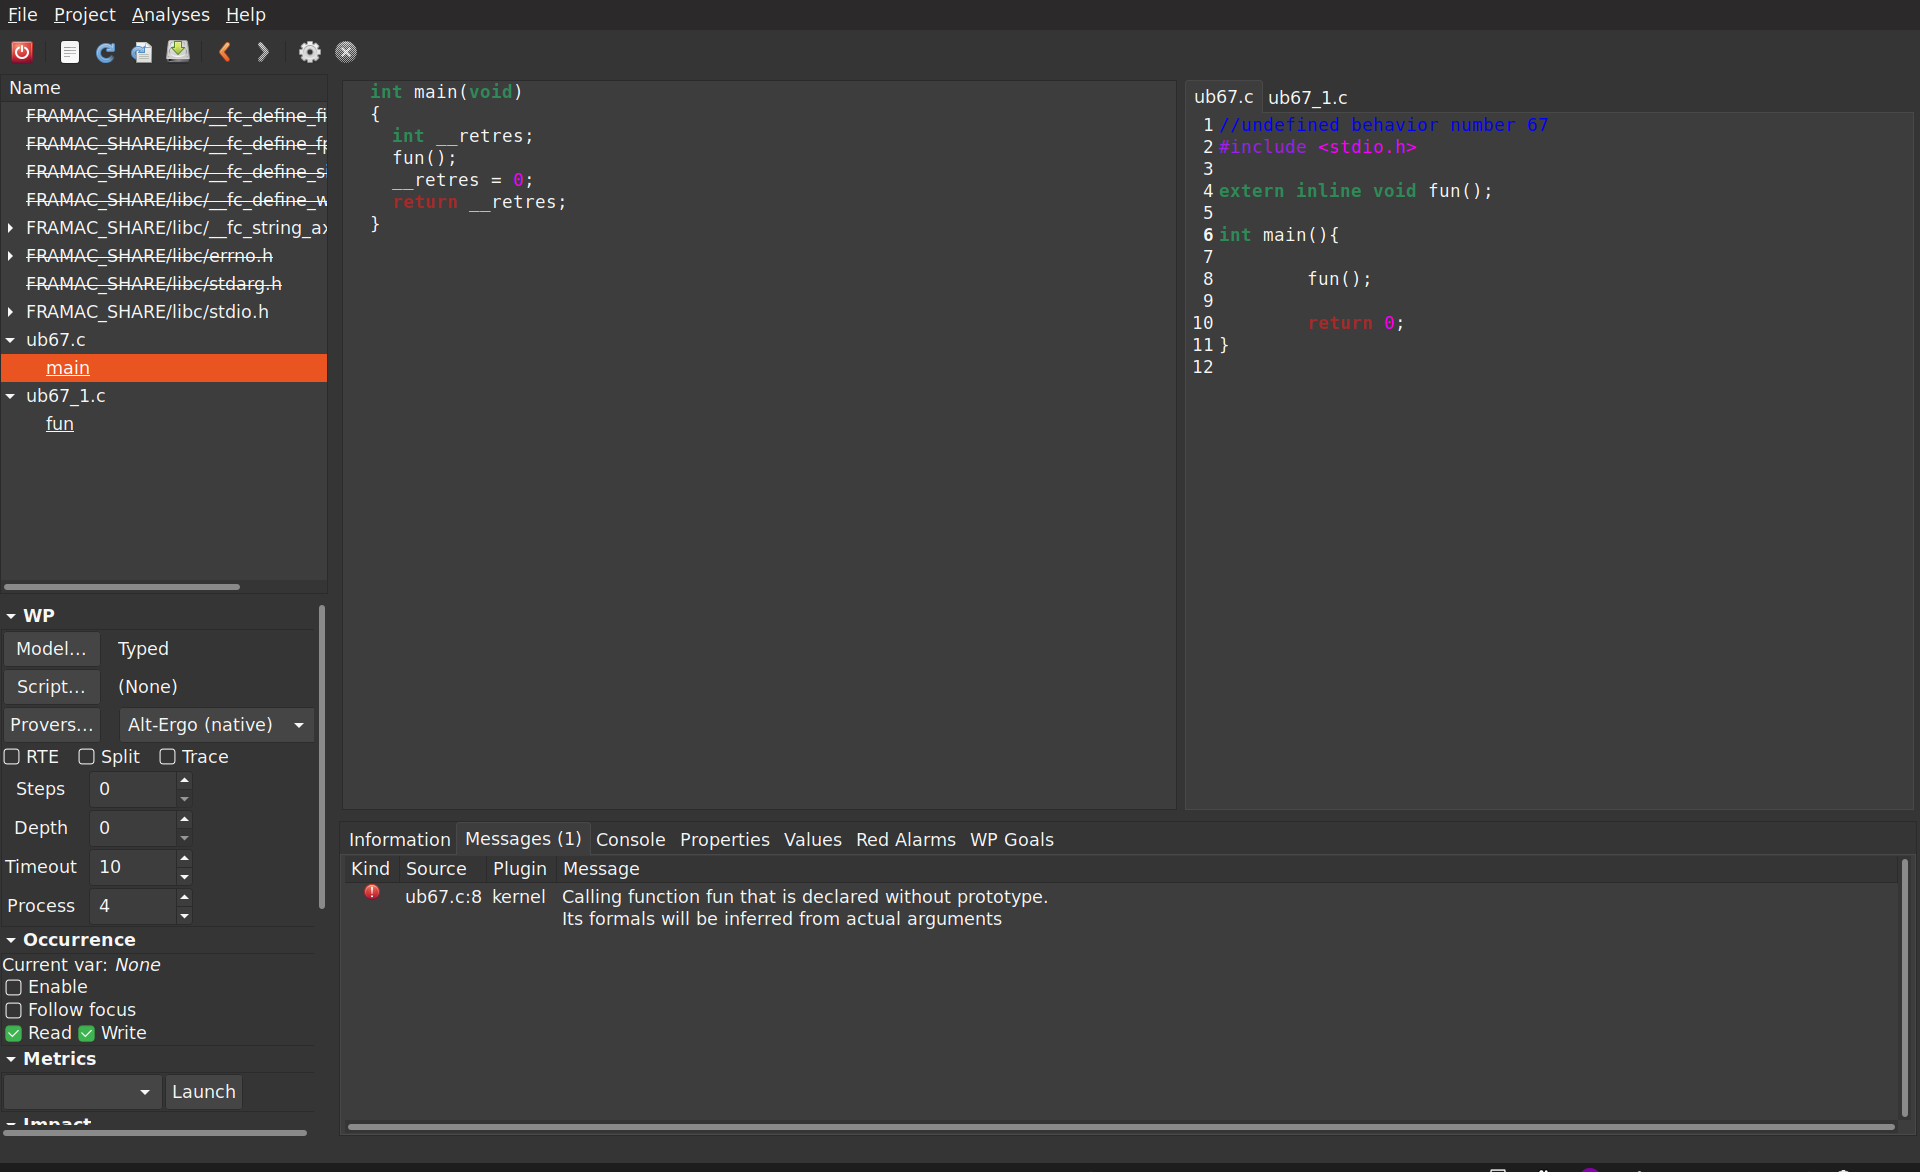 File Project Analyses Help
Name
FRAMAC_SHARE/libc/__fc_define_fi
FRAMAC_SHARE/libc/__fc_define_fp
FRAMAC_SHARE/libc/__fc_define_s
FRAMAC_SHARE/libc/__fc_define_w
FRAMAC_SHARE/libc/__fc_string_ax
FRAMAC_SHARE/libc/errno.h
FRAMAC_SHARE/libc/stdarg.h
FRAMAC_SHARE/libc/stdio.h
ub67.c
main
ub67_1.c
fun
WP
Model... Typed
Script... (None)
Provers... Alt-Ergo (native)
RTE Split Trace
Steps 0
Depth 0
Timeout 10
Process 4
Occurrence
Current var: None
Enable
Follow focus
Read Write
Metrics
Launch
Impact
int main(void)
{
int __retres;
fun();
__retres = 0;
return __retres;
}
ub67.c ub67_1.c
1 //undefined behavior number 67
2 #include <stdio.h>
3
4 extern inline void fun();
5
6 int main(){
7
8 fun();
9
10 return 0;
11 }
12
Information Messages (1) Console Properties Values Red Alarms WP Goals
Kind Source Plugin Message
ub67.c:8 kernel Calling function fun that is declared without prototype.
Its formals will be inferred from actual arguments